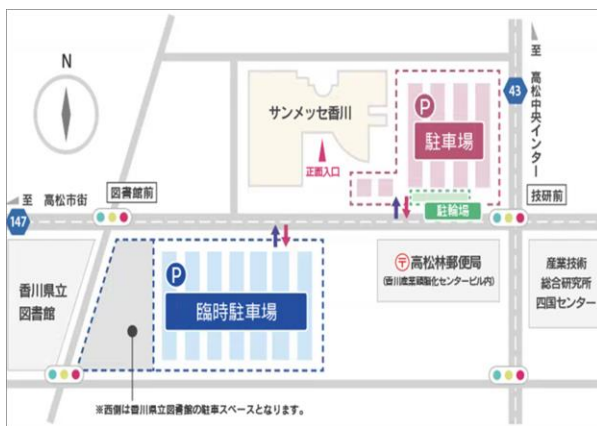 N
サンメッセ香川
正面入口
P
駐車場
駐輪場
43
至 高松中央インター
技研前
図書館前
至 高松市街
147
香川県立
図書館
P
臨時駐車場
〒高松林郵便局
(香川産業頭脳化センタービル内)
産業技術
総合研究所
四国センター
※西側は香川県立図書館の駐車スペースとなります。